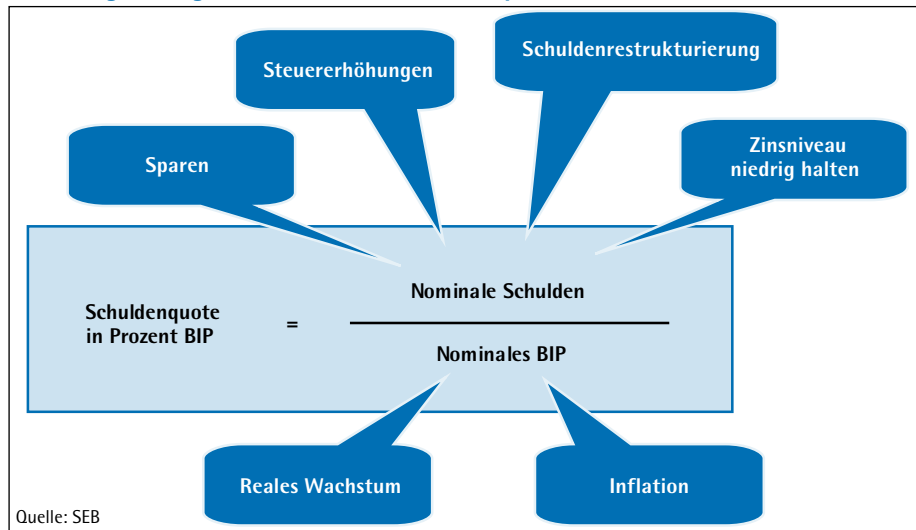 Schuldenrestrukturierung
Steuererhöhungen
Sparen
Zinsniveau
niedrig halten
Nominale Schulden
Schuldenquote
in Prozent BIP
=
Nominales BIP
Reales Wachstum
Inflation
Quelle: SEB